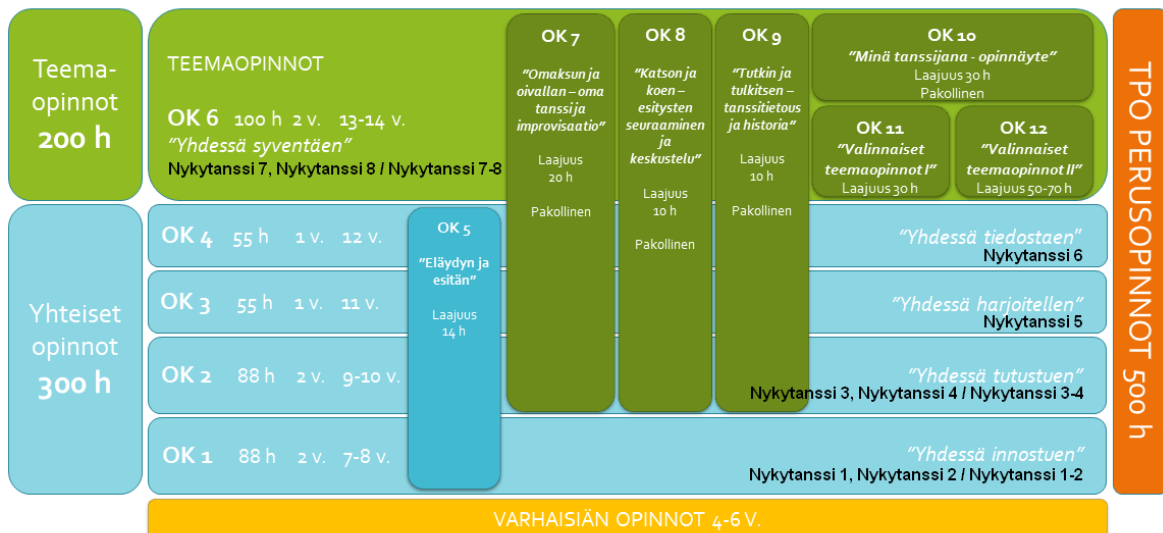 Teema-
opinnot
200 h
TEEMAOPINNOT
OK 6 100 h 2 v. 13-14 v.
"Yhdessä syventäen"
Nykytanssi 7, Nykytanssi 8 / Nykytanssi 7-8
OK 7
"Omaksun ja
oivallan – oma
tanssi ja
improvisaatio"
Laajuus
20 h
Pakollinen
OK 8
"Katson ja
koen –
esitysten
seuraaminen
ja
keskustelu"
Laajuus
10 h
Pakollinen
OK 9
"Tutkin ja
tulkitsen –
tanssitietous
ja historia"
Laajuus
10 h
Pakollinen
OK 10
"Minä tanssijana - opinnäyte"
Laajuus 30 h
Pakollinen
OK 11
"Valinnaiset
teemaopinnot I"
Laajuus 30 h
OK 12
"Valinnaiset
teemaopinnot II"
Laajuus 50-70 h
Yhteiset
opinnot
300 h
OK 4 55 h 1 v. 12 v.
"Yhdessä tiedostaen"
Nykytanssi 6
OK 5
"Eläydyn ja
esitän"
Laajuus
14 h
OK 3 55 h 1 v. 11 v.
"Yhdessä harjoitellen"
Nykytanssi 5
OK 2 88 h 2 v. 9-10 v.
"Yhdessä tutustuen"
Nykytanssi 3, Nykytanssi 4 / Nykytanssi 3-4
OK 1 88 h 2 v. 7-8 v.
"Yhdessä innostuen"
Nykytanssi 1, Nykytanssi 2 / Nykytanssi 1-2
VARHAISIÄN OPINNOT 4-6 V.
TPO PERUSOPINNOT 500 h